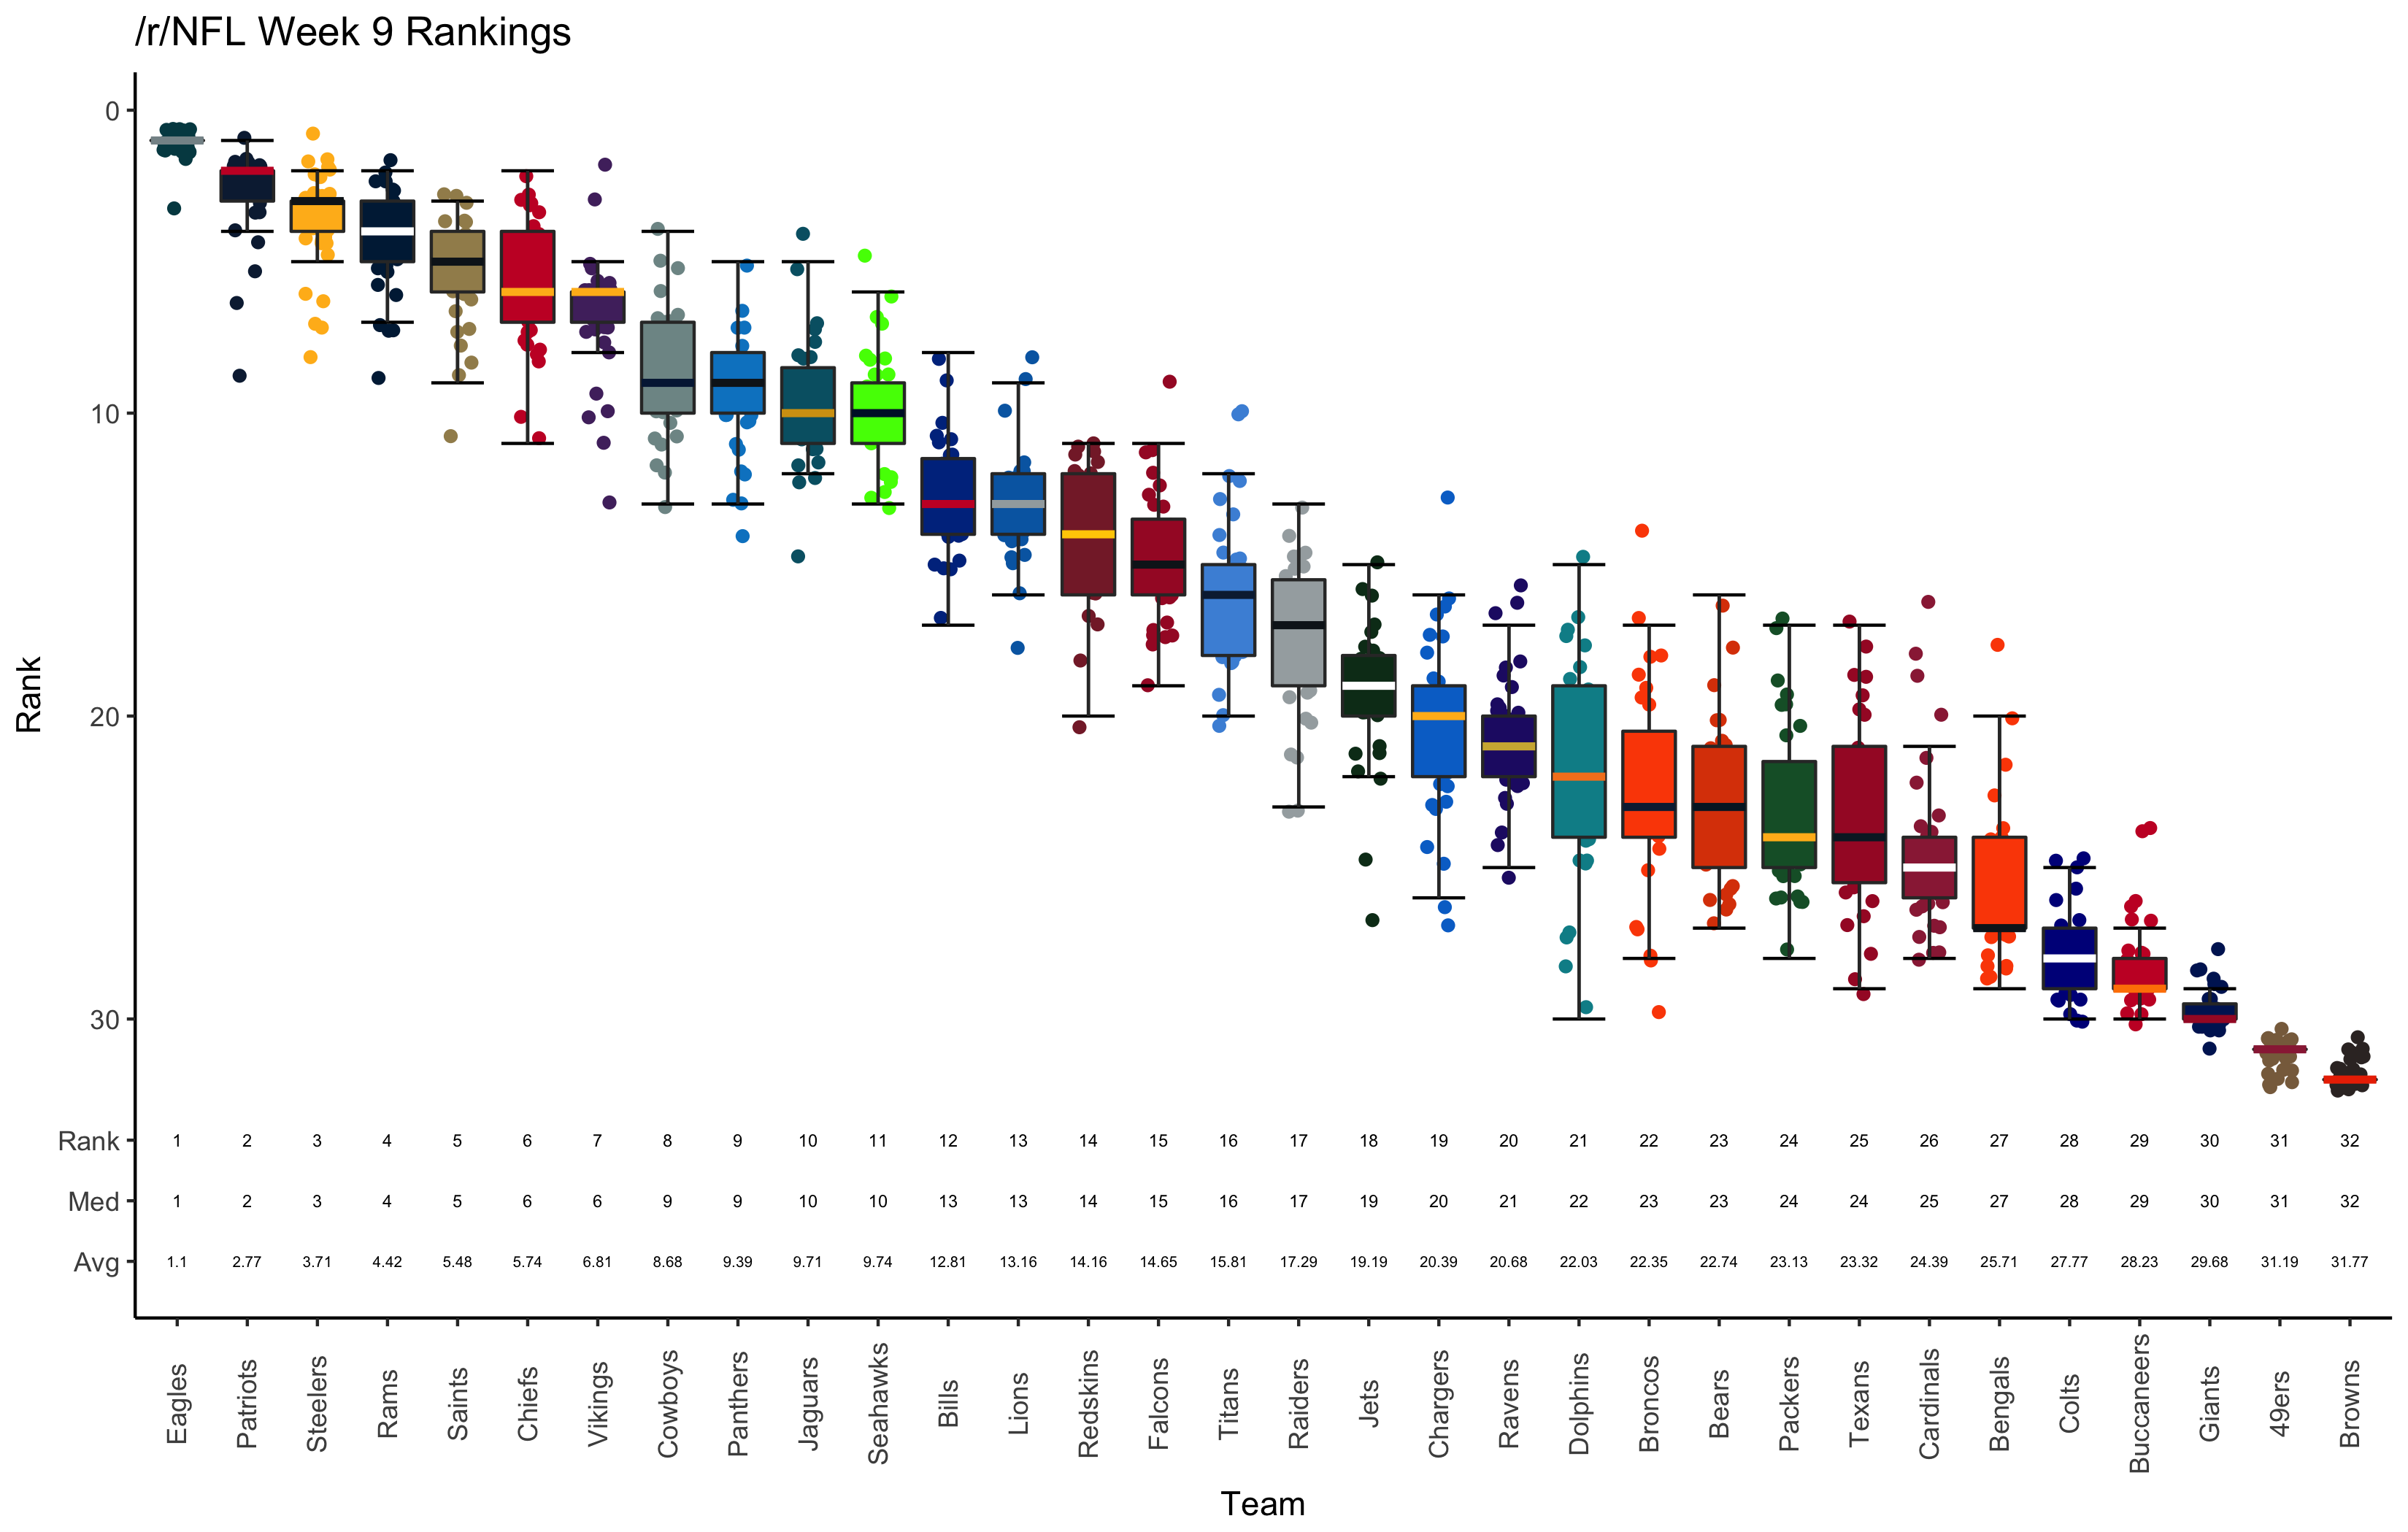 /r/NFL Week 9 Rankings
0
10
20
30
Rank
Rank 1 2 3 4 5 6 7 8 9 10 11 12 13 14 15 16 17 18 19 20 21 22 23 24 25 26 27 28 29 30 31 32
Med 1 2 3 4 5 6 6 9 9 10 10 13 13 14 15 16 17 19 20 21 22 23 23 24 24 25 27 28 29 30 31 32
Avg 1.1 2.77 3.71 4.42 5.48 5.74 6.81 8.68 9.39 9.71 9.74 12.81 13.16 14.16 14.65 15.81 17.29 19.19 20.39 20.68 22.03 22.35 22.74 23.13 23.32 24.39 25.71 27.77 28.23 29.68 31.19 31.77
Eagles
Patriots
Steelers
Rams
Saints
Chiefs
Vikings
Cowboys
Panthers
Jaguars
Seahawks
Bills
Lions
Redskins
Falcons
Titans
Raiders
Jets
Chargers
Ravens
Dolphins
Broncos
Bears
Packers
Texans
Cardinals
Bengals
Colts
Buccaneers
Giants
49ers
Browns
Team